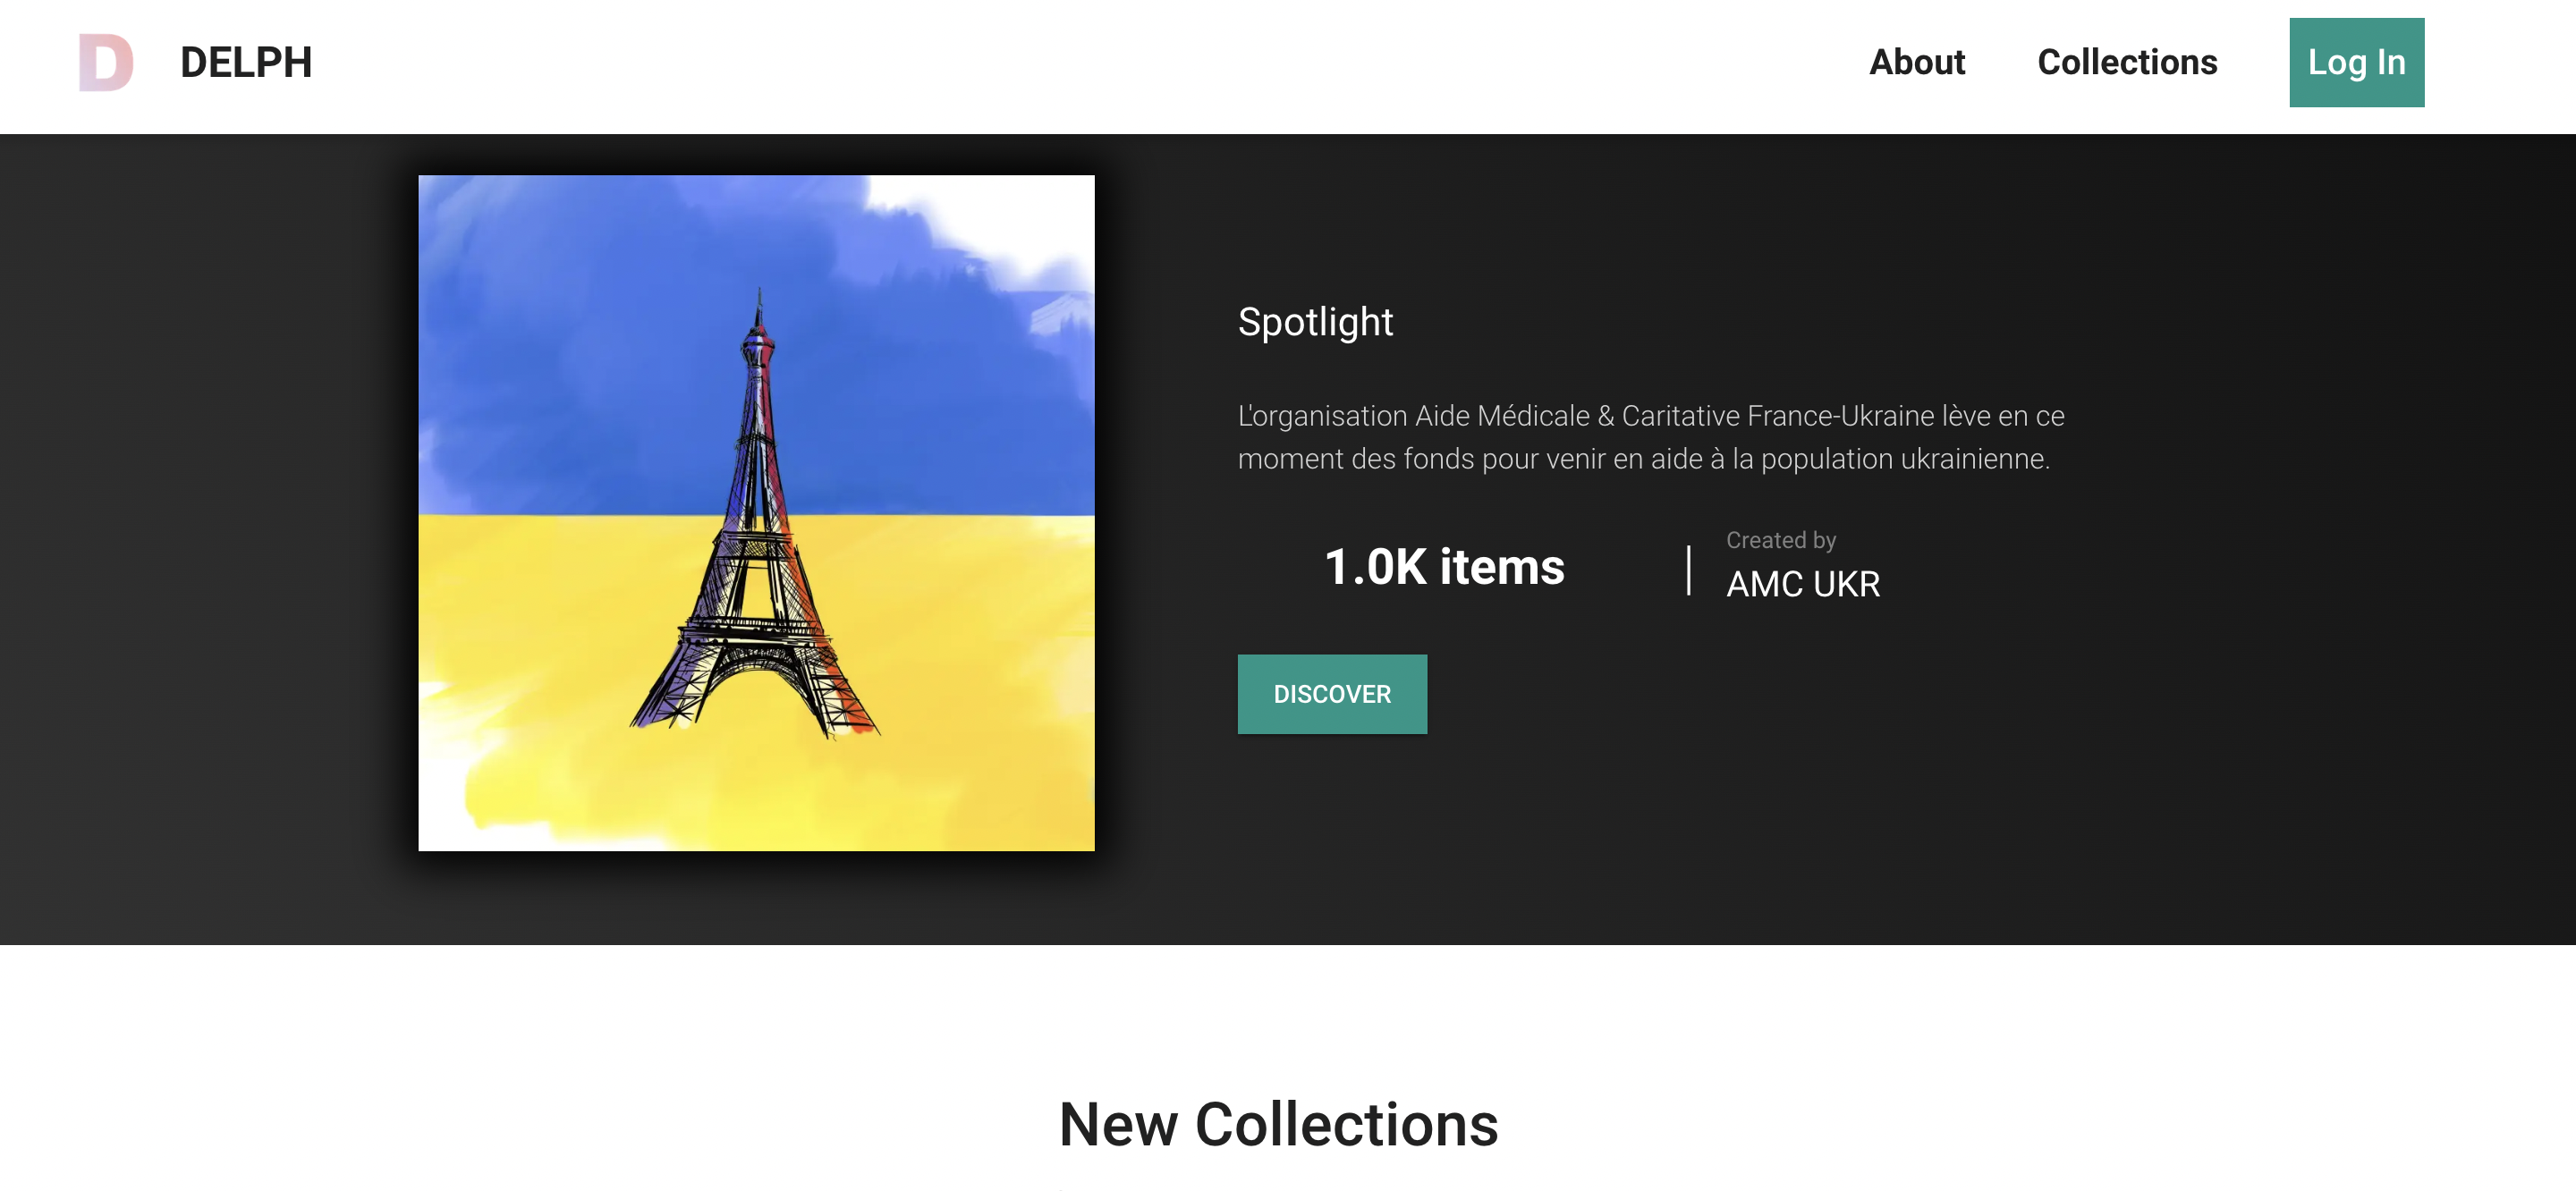 D DELPH
About Collections Log In
Spotlight
L'organisation Aide Médicale & Caritative France-Ukraine lève en ce
moment des fonds pour venir en aide à la population ukrainienne.
1.0K items
Created by
AMC UKR
DISCOVER
New Collections